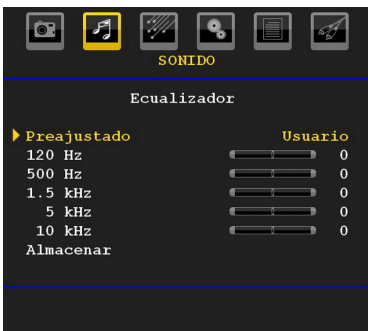 SONIDO
Ecualizador
Preajustado Usuario
120 Hz 0
500 Hz 0
1.5 kHz 0
5 kHz 0
10 kHz 0
Almacenar